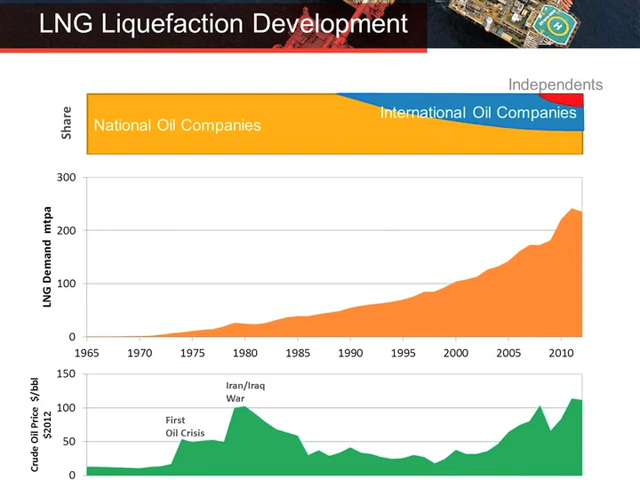 LNG Liquefaction Development
Independents
Share
National Oil Companies
International Oil Companies
LNG Demand mtpa
300
200
100
0
1965 1970 1975 1980 1985 1990 1995 2000 2005 2010
Crude Oil Price $/bbl
$2012
150
100
50
0
First
Oil Crisis
Iran/Iraq
War
H